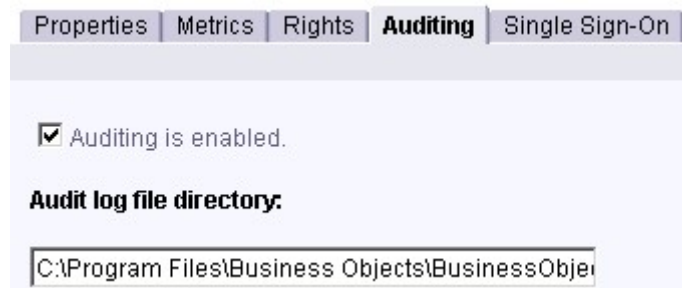 Properties Metrics Rights Auditing Single Sign-On
Auditing is enabled.
Audit log file directory:
C:\Program Files\Business Objects\BusinessObje